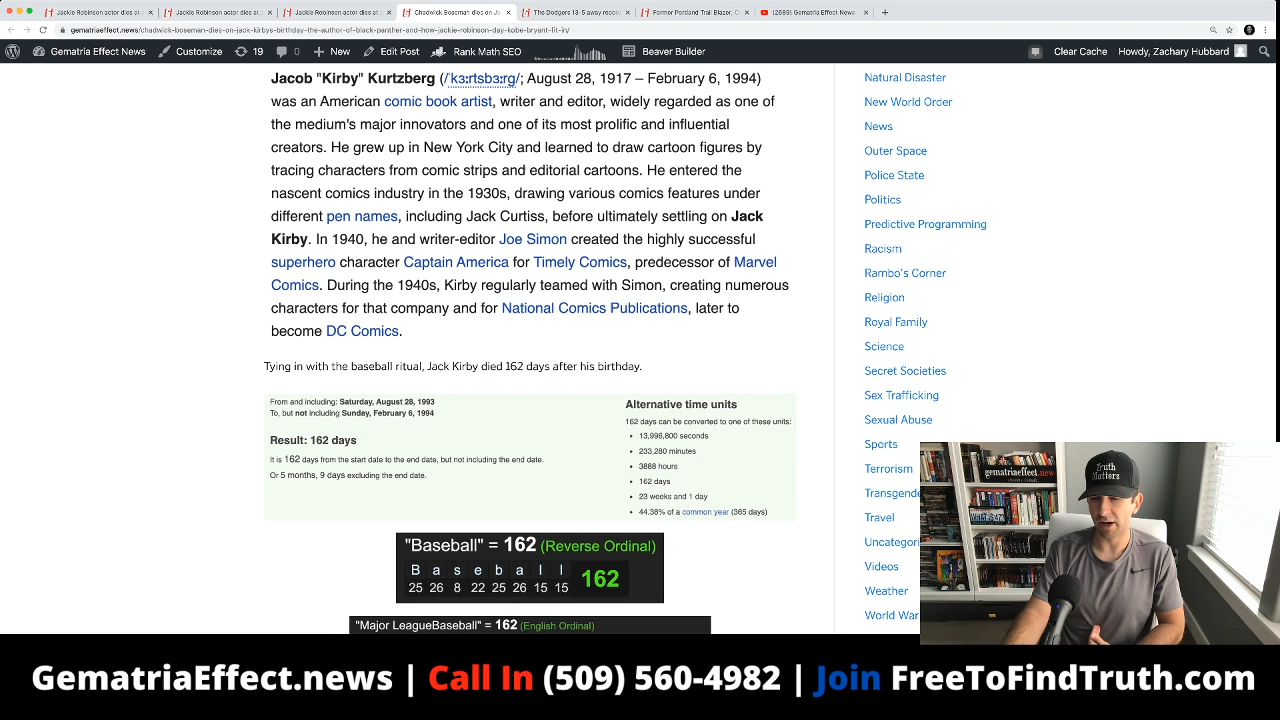 Jackie Robinson actor dies at
Jackie Robinson actor dies at
Jackie Robinson actor dies at
Chadwick Boseman dies on Ja
The Dodgers 13-5 away recor
Former Portland Trail Blazer, C
(2689) Gematria Effect News
gematriaeffect.news/chadwick-boseman-dies-on-jack-kirbys-birthday-the-author-of-black-panther-and-how-jackie-robinson-day-kobe-bryant-fit-in/
Gematria Effect News Customize 19 0 New Edit Post Rank Math SEO Beaver Builder Clear Cache Howdy, Zachary Hubbard
Jacob "Kirby" Kurtzberg (/ˈkɜːrtsbɜːrɡ/; August 28, 1917 – February 6, 1994)
was an American comic book artist, writer and editor, widely regarded as one of
the medium's major innovators and one of its most prolific and influential
creators. He grew up in New York City and learned to draw cartoon figures by
tracing characters from comic strips and editorial cartoons. He entered the
nascent comics industry in the 1930s, drawing various comics features under
different pen names, including Jack Curtiss, before ultimately settling on Jack
Kirby. In 1940, he and writer-editor Joe Simon created the highly successful
superhero character Captain America for Timely Comics, predecessor of Marvel
Comics. During the 1940s, Kirby regularly teamed with Simon, creating numerous
characters for that company and for National Comics Publications, later to
become DC Comics.
Tying in with the baseball ritual, Jack Kirby died 162 days after his birthday.
From and including: Saturday, August 28, 1993
To, but not including Sunday, February 6, 1994
Result: 162 days
It is 162 days from the start date to the end date, but not including the end date.
Or 5 months, 9 days excluding the end date.
Alternative time units
162 days can be converted to one of these units:
13,996,800 seconds
233,280 minutes
3888 hours
162 days
23 weeks and 1 day
44.38% of a common year (365 days)
"Baseball" = 162 (Reverse Ordinal)
B a s e b a l l
25 26 8 22 25 26 15 15
162
"Major LeagueBaseball" = 162 (English Ordinal)
Natural Disaster
New World Order
News
Outer Space
Police State
Politics
Predictive Programming
Racism
Rambo's Corner
Religion
Royal Family
Science
Secret Societies
Sex Trafficking
Sexual Abuse
Sports
Terrorism
Transgende
Travel
Uncategori
Videos
Weather
World War
Truth
Matters
gematriaeffect.news
GematriaEffect.news | Call In (509) 560-4982 | Join FreeToFindTruth.com